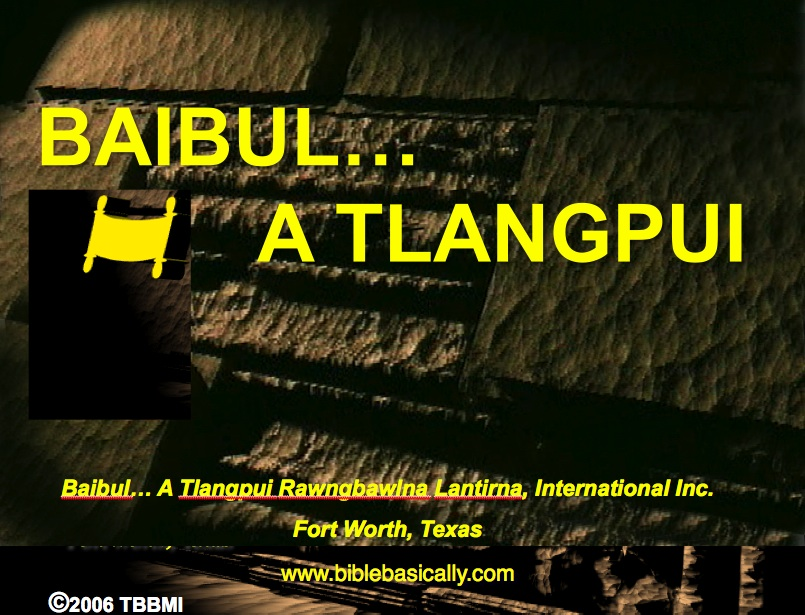 BAIBUL...
A TLANGPUI
Baibul... A Tlangpui Rawngbawlna Lantirna, International Inc.
Fort Worth, Texas
www.biblebasically.com
©2006 TBBMI